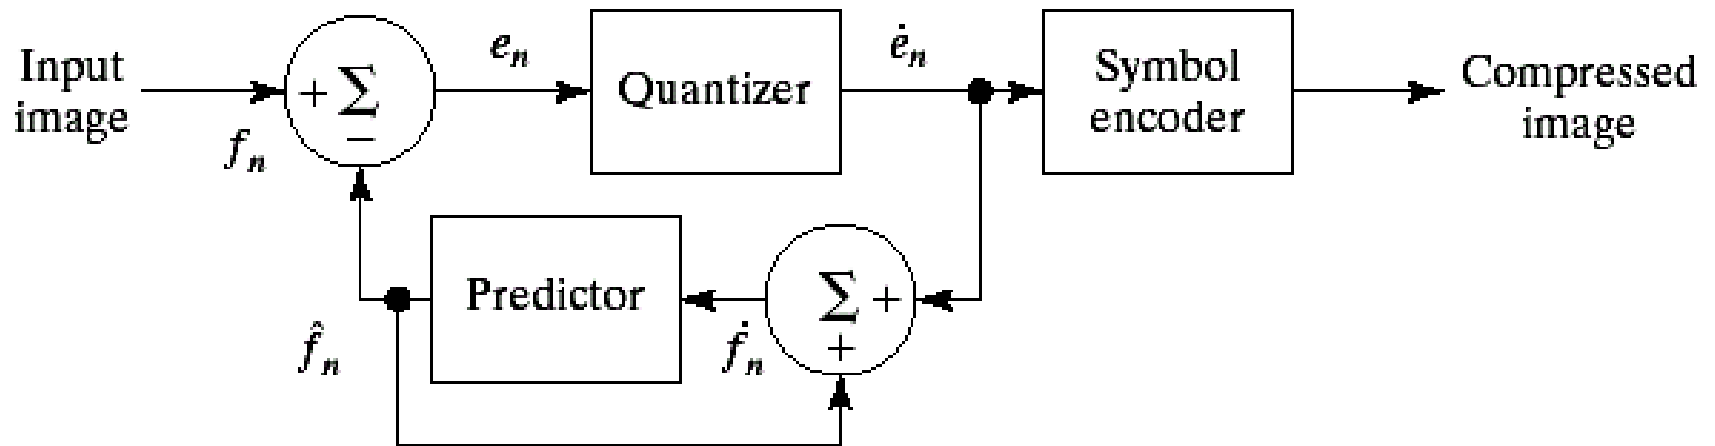 Input
image
f_n
+ Σ
−
e_n
Quantizer
ė_n
Symbol
encoder
Compressed
image
f̂_n
Predictor
ḟ_n
Σ +
+